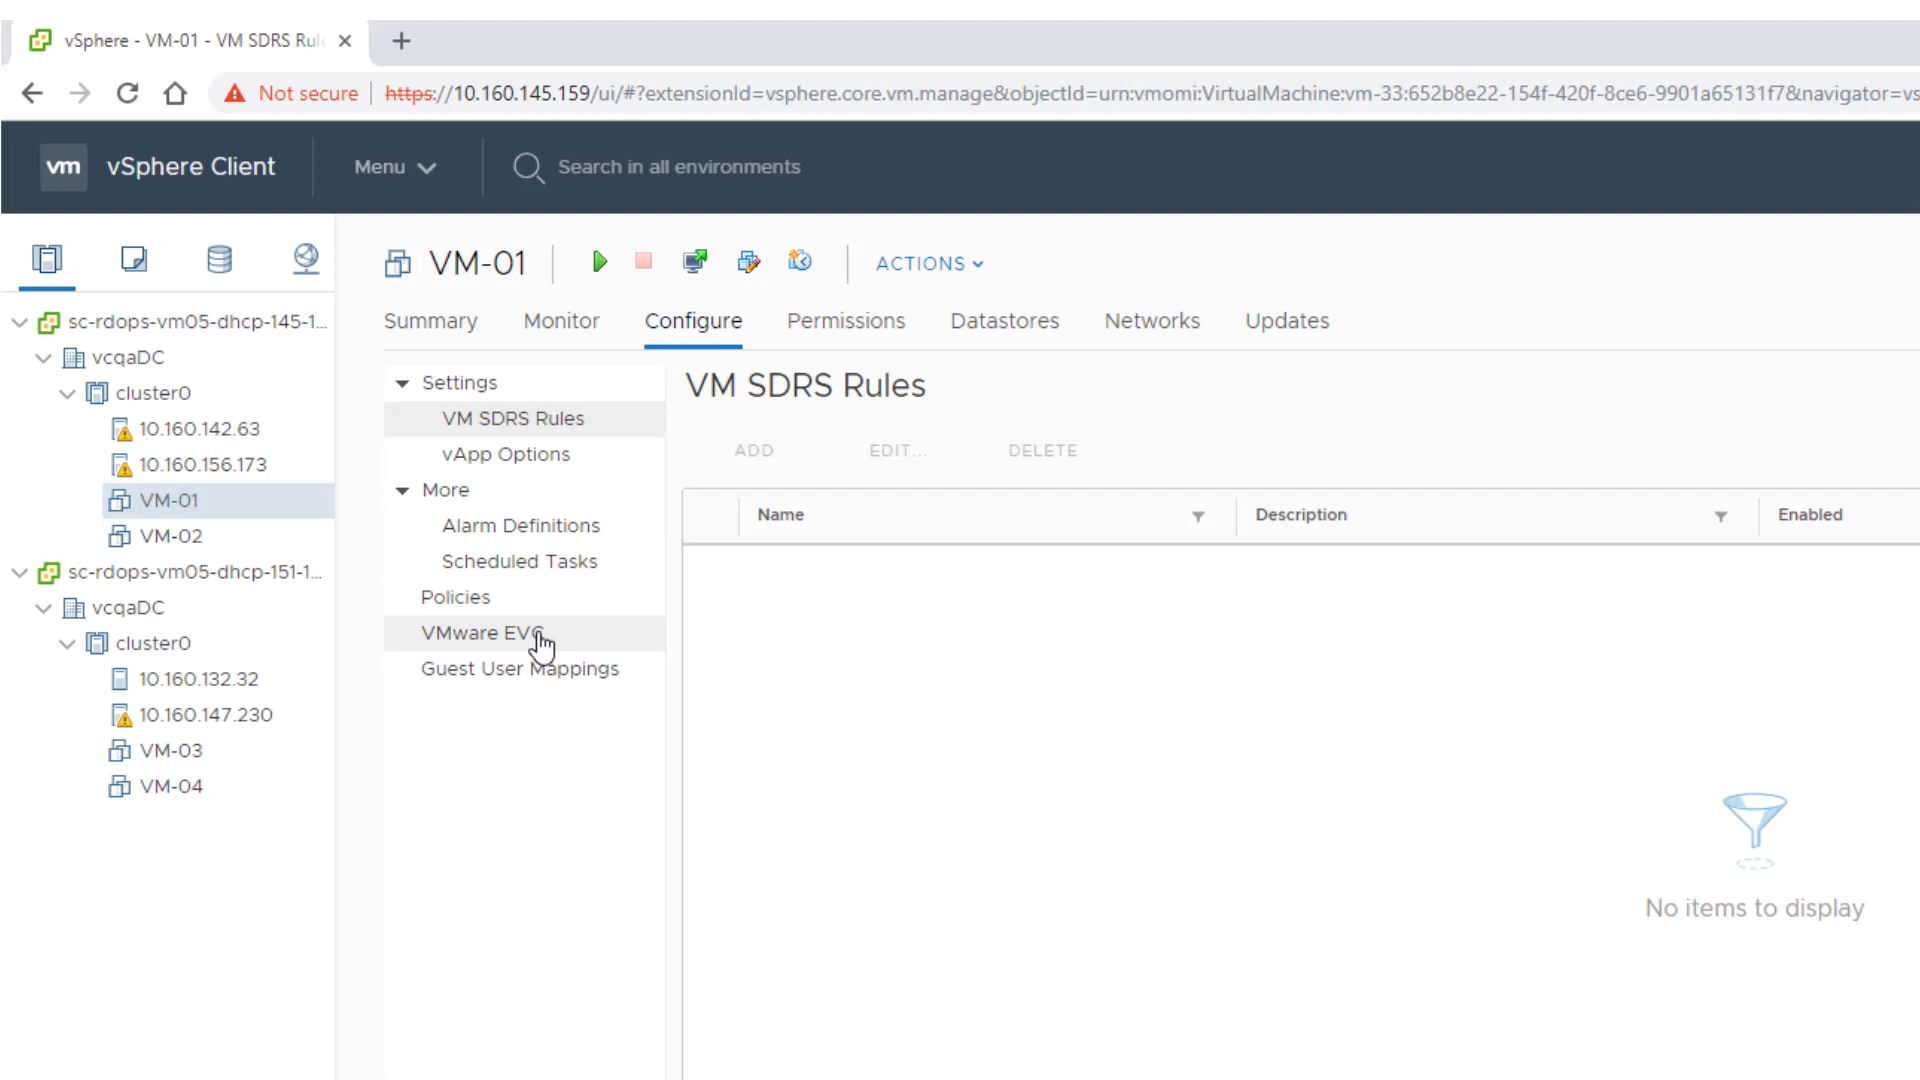 vSphere - VM-01 - VM SDRS Rul
Not secure
https://10.160.145.159/ui/#?extensionId=vsphere.core.vm.manage&objectId=urn:vmomi:VirtualMachine:vm-33:652b8e22-154f-420f-8ce6-9901a65131f7&navigator=vs
vm vSphere Client
Menu
Search in all environments
VM-01
ACTIONS
Summary
Monitor
Configure
Permissions
Datastores
Networks
Updates
sc-rdops-vm05-dhcp-145-1...
vcqaDC
cluster0
10.160.142.63
10.160.156.173
VM-01
VM-02
sc-rdops-vm05-dhcp-151-1...
vcqaDC
cluster0
10.160.132.32
10.160.147.230
VM-03
VM-04
Settings
VM SDRS Rules
vApp Options
More
Alarm Definitions
Scheduled Tasks
Policies
VMware EVC
Guest User Mappings
VM SDRS Rules
ADD
EDIT...
DELETE
Name
Description
Enabled
No items to display